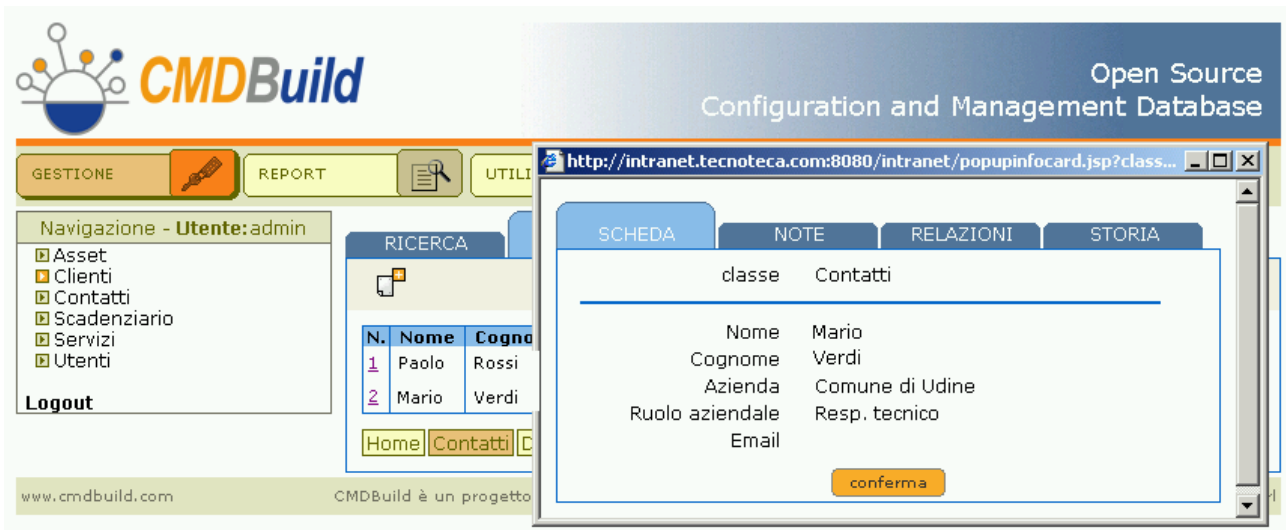 CMDBuild
Open Source
Configuration and Management Database
GESTIONE
REPORT
UTILI
http://intranet.tecnoteca.com:8080/intranet/popupinfocard.jsp?class...
Navigazione - Utente:admin
Asset
Clienti
Contatti
Scadenziario
Servizi
Utenti
Logout
RICERCA
N. Nome Cogno
1 Paolo Rossi
2 Mario Verdi
Home Contatti D
SCHEDA NOTE RELAZIONI STORIA
classe Contatti
Nome Mario
Cognome Verdi
Azienda Comune di Udine
Ruolo aziendale Resp. tecnico
Email
conferma
www.cmdbuild.com
CMDBuild è un progetto